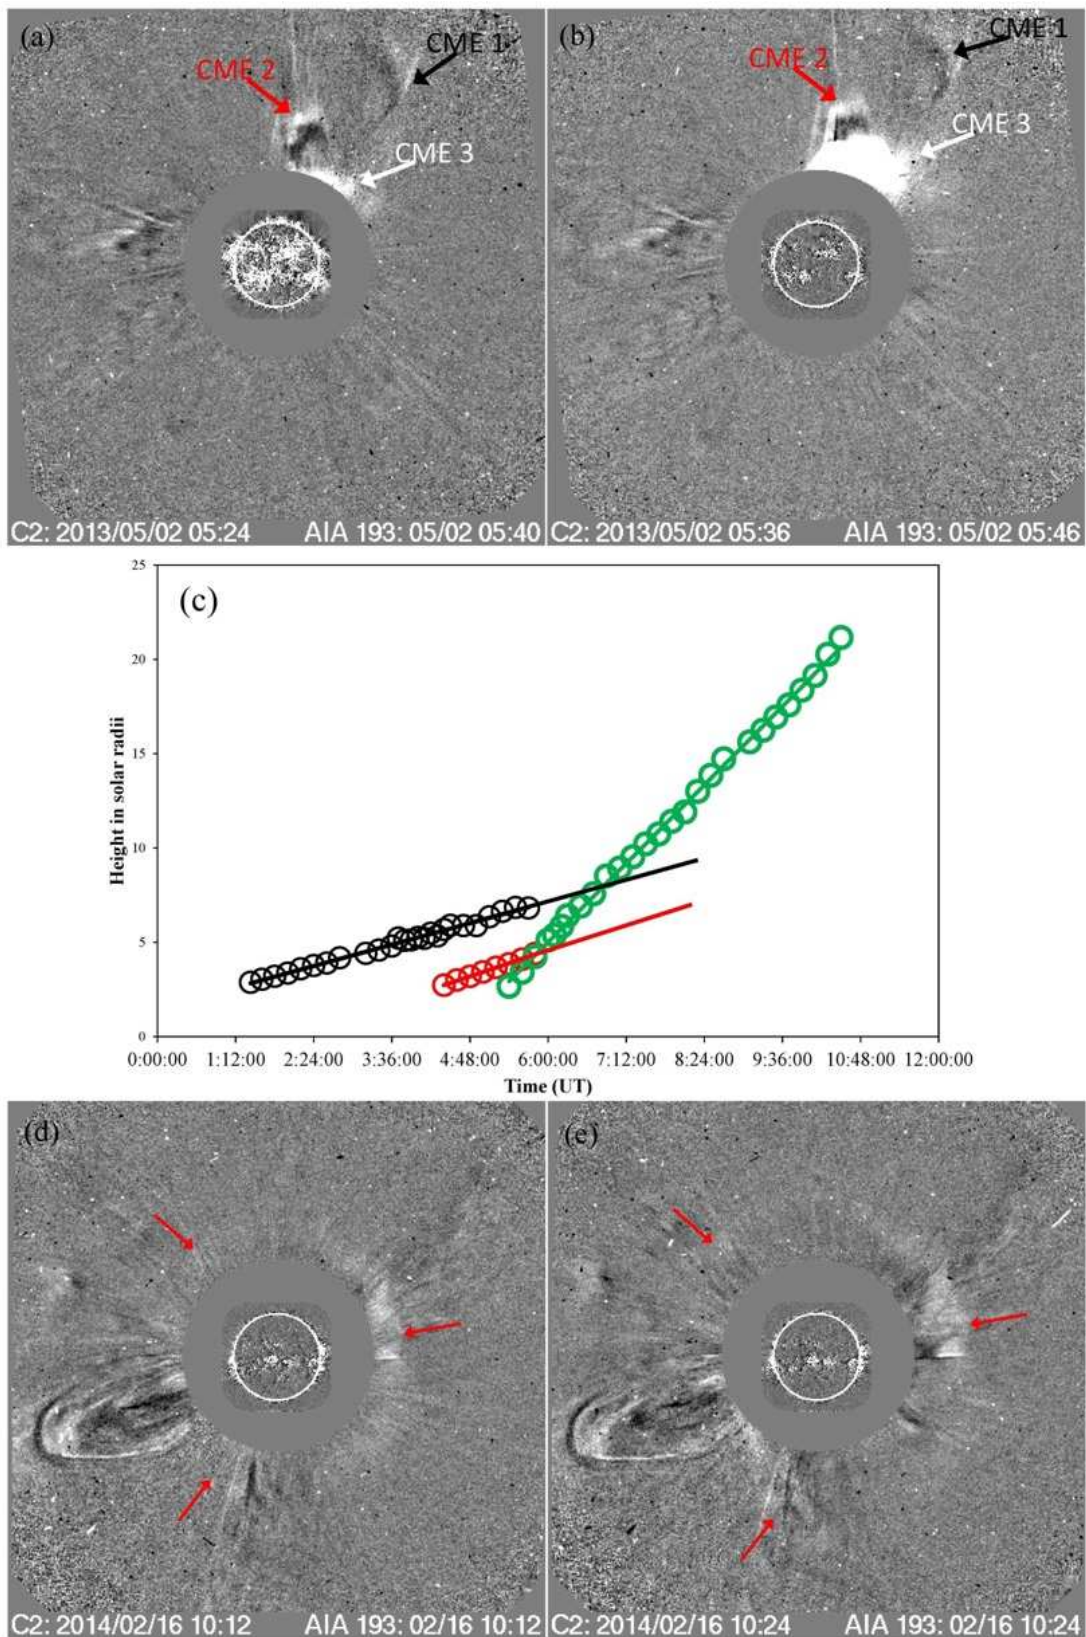 (a)
CME 2
CME 1
CME 3
C2: 2013/05/02 05:24 AIA 193: 05/02 05:40
(b)
CME 1
CME 2
CME 3
C2: 2013/05/02 05:36 AIA 193: 05/02 05:46
(c)
25
20
15
10
5
0
Height in solar radii
0:00:00 1:12:00 2:24:00 3:36:00 4:48:00 6:00:00 7:12:00 8:24:00 9:36:00 10:48:00 12:00:00
Time (UT)
(d)
C2: 2014/02/16 10:12 AIA 193: 02/16 10:12
(e)
C2: 2014/02/16 10:24 AIA 193: 02/16 10:24